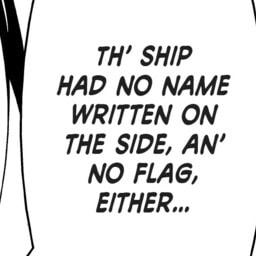 TH' SHIP
HAD NO NAME
WRITTEN ON
THE SIDE, AN'
NO FLAG,
EITHER...